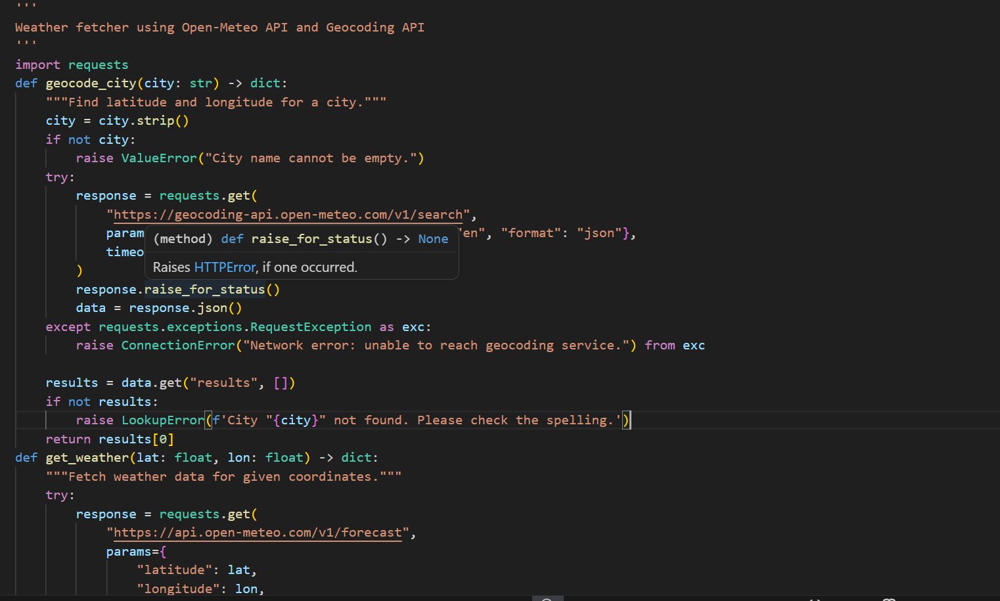 '''
Weather fetcher using Open-Meteo API and Geocoding API
'''
import requests
def geocode_city(city: str) -> dict:
    """Find latitude and longitude for a city."""
    city = city.strip()
    if not city:
        raise ValueError("City name cannot be empty.")
    try:
        response = requests.get(
            "https://geocoding-api.open-meteo.com/v1/search",
            param "en", "format": "json"},
(method) def raise_for_status() -> None
            timeo
Raises HTTPError, if one occurred.
        )
        response.raise_for_status()
        data = response.json()
    except requests.exceptions.RequestException as exc:
        raise ConnectionError("Network error: unable to reach geocoding service.") from exc
    results = data.get("results", [])
    if not results:
        raise LookupError(f'City "{city}" not found. Please check the spelling.')
    return results[0]
def get_weather(lat: float, lon: float) -> dict:
    """Fetch weather data for given coordinates."""
    try:
        response = requests.get(
            "https://api.open-meteo.com/v1/forecast",
            params={
                "latitude": lat,
                "longitude": lon,